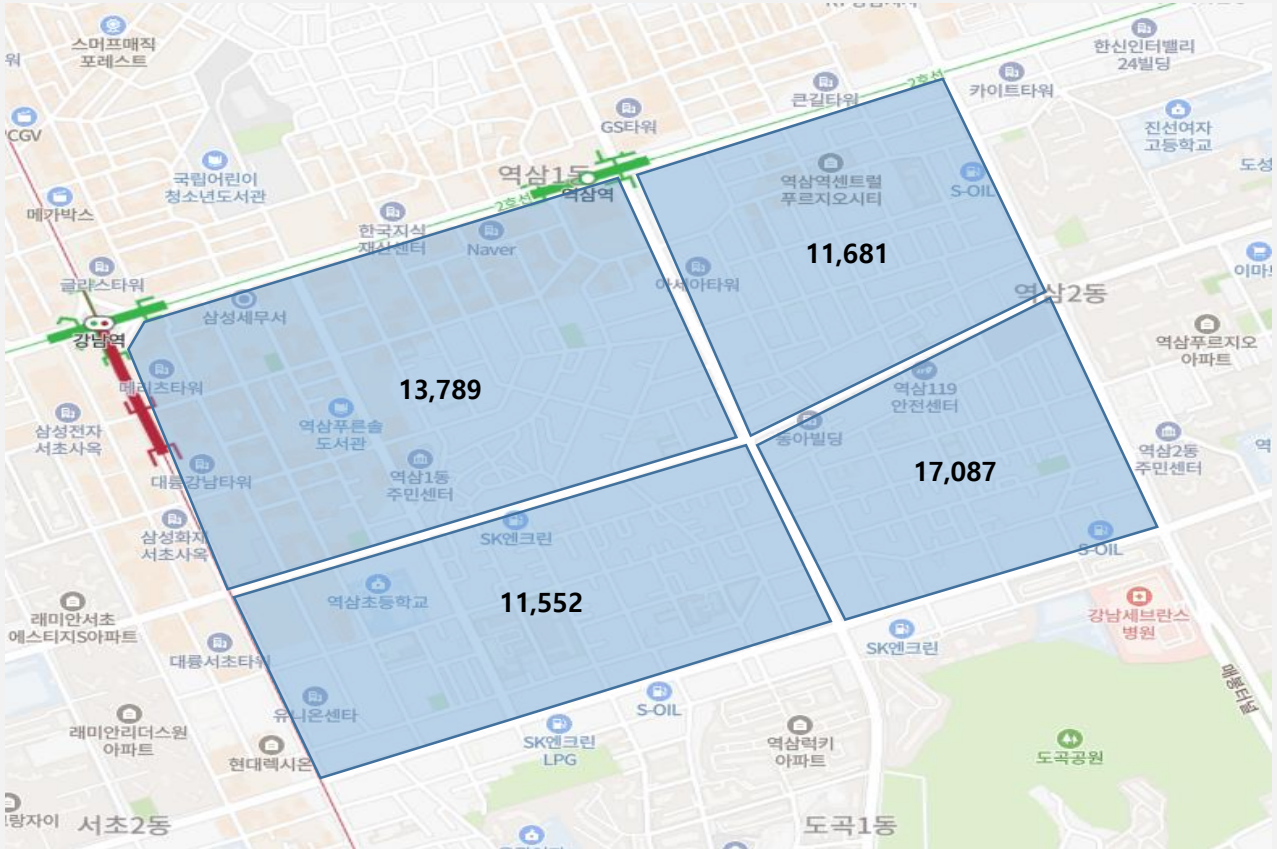 스머프매직
포레스트
한신인터밸리
24빌딩
큰길타워
2호선
카이트타워
CGV
GS타워
진선여자
고등학교
국립어린이
청소년도서관
역삼1동
역삼역
역삼역센트럴
푸르지오시티
S-OIL
메가박스
2호선
한국지식
재산센터
Naver
11,681
글라스타워
아세아타워
역삼2동
삼성세무서
강남역
역삼푸르지오
아파트
메리츠타워
13,789
역삼119
안전센터
삼성전자
서초사옥
역삼푸른솔
도서관
동아빌딩
역삼2동
주민센터
대륭강남타워
역삼1동
주민센터
17,087
삼성화재
서초사옥
SK엔크린
S-OIL
래미안서초
에스티지S아파트
역삼초등학교
11,552
강남세브란스
병원
대륭서초타워
SK엔크린
매봉터널
유니온센타
S-OIL
래미안리더스원
아파트
현대렉시온
SK엔크린
LPG
역삼럭키
아파트
도곡공원
서초2동
도곡1동